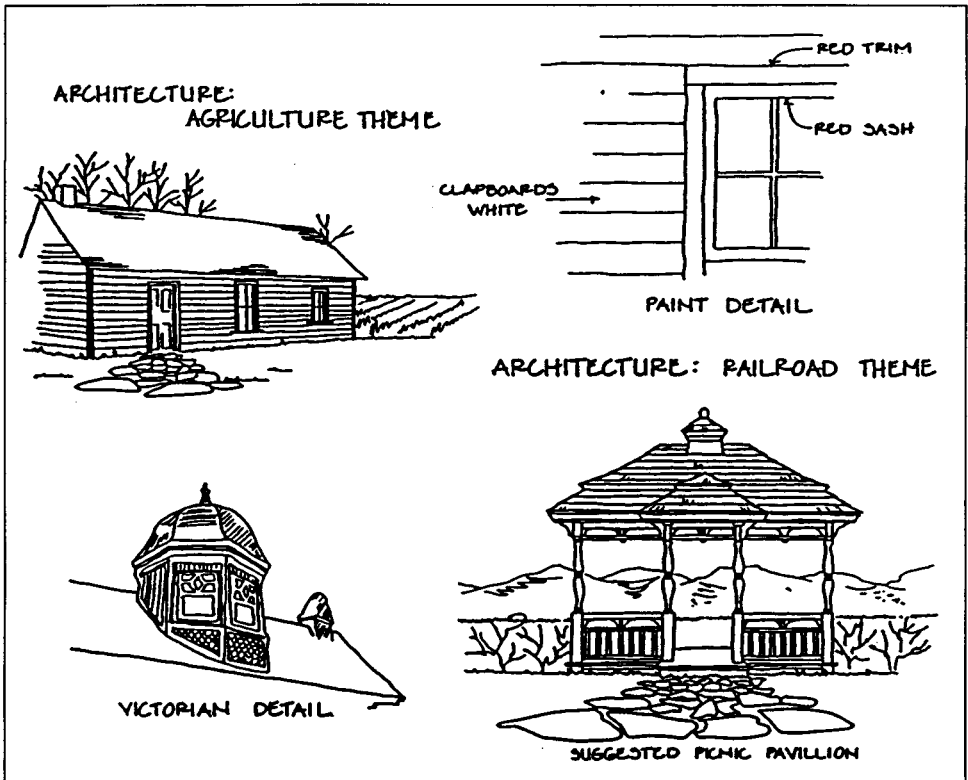 ARCHITECTURE:
AGRICULTURE THEME
RED TRIM
RED SASH
CLAPBOARDS
WHITE
PAINT DETAIL
ARCHITECTURE: RAILROAD THEME
VICTORIAN DETAIL
SUGGESTED PICNIC PAVILLION